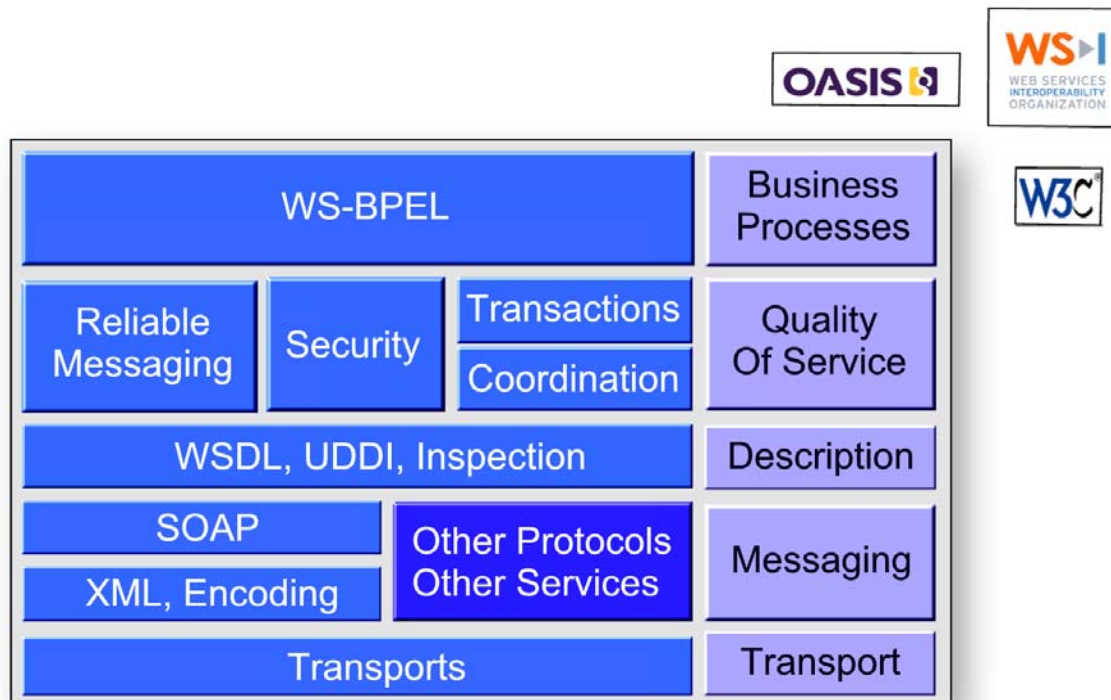 OASIS
WS-I
WEB SERVICES
INTEROPERABILITY
ORGANIZATION
W3C®
WS-BPEL
Business
Processes
Reliable
Messaging
Security
Transactions
Coordination
Quality
Of Service
WSDL, UDDI, Inspection
Description
SOAP
XML, Encoding
Other Protocols
Other Services
Messaging
Transports
Transport